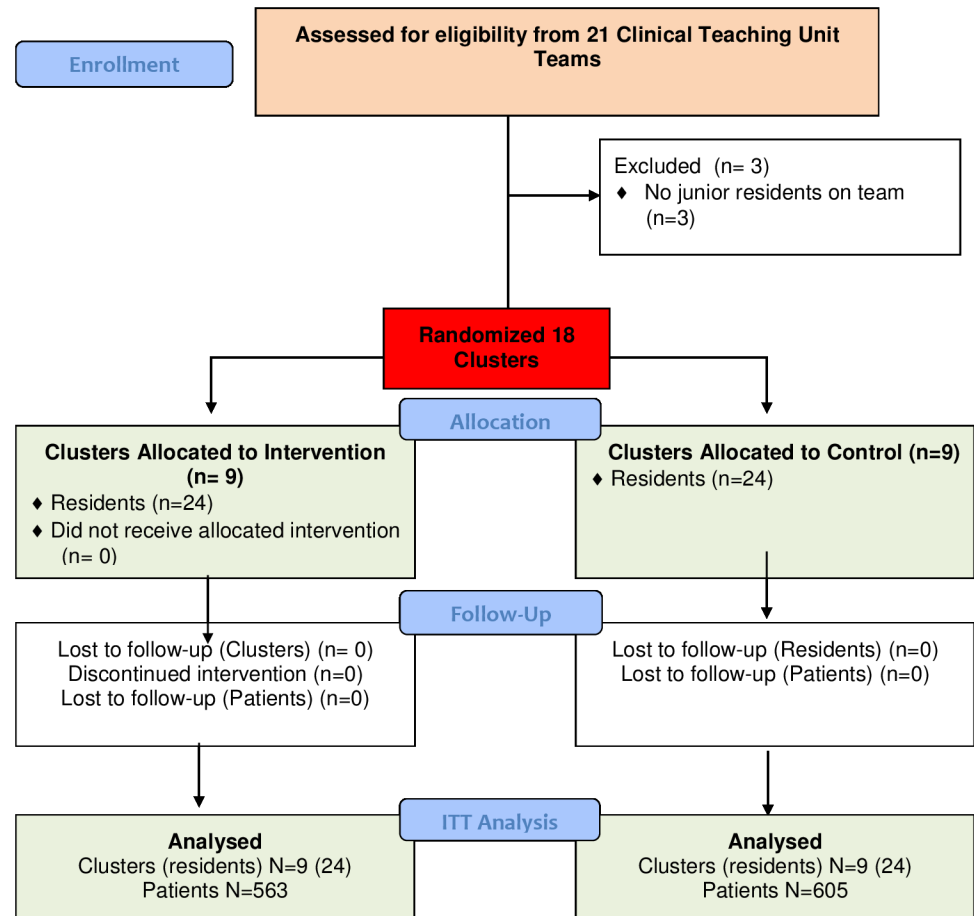 Assessed for eligibility from 21 Clinical Teaching Unit
Teams
Enrollment
Excluded (n= 3)
♦ No junior residents on team
(n=3)
Randomized 18
Clusters
Allocation
Clusters Allocated to Intervention
(n= 9)
♦ Residents (n=24)
♦ Did not receive allocated intervention
(n= 0)
Clusters Allocated to Control (n=9)
♦ Residents (n=24)
Follow-Up
Lost to follow-up (Clusters) (n= 0)
Discontinued intervention (n=0)
Lost to follow-up (Patients) (n=0)
Lost to follow-up (Residents) (n=0)
Lost to follow-up (Patients) (n=0)
ITT Analysis
Analysed
Clusters (residents) N=9 (24)
Patients N=563
Analysed
Clusters (residents) N=9 (24)
Patients N=605